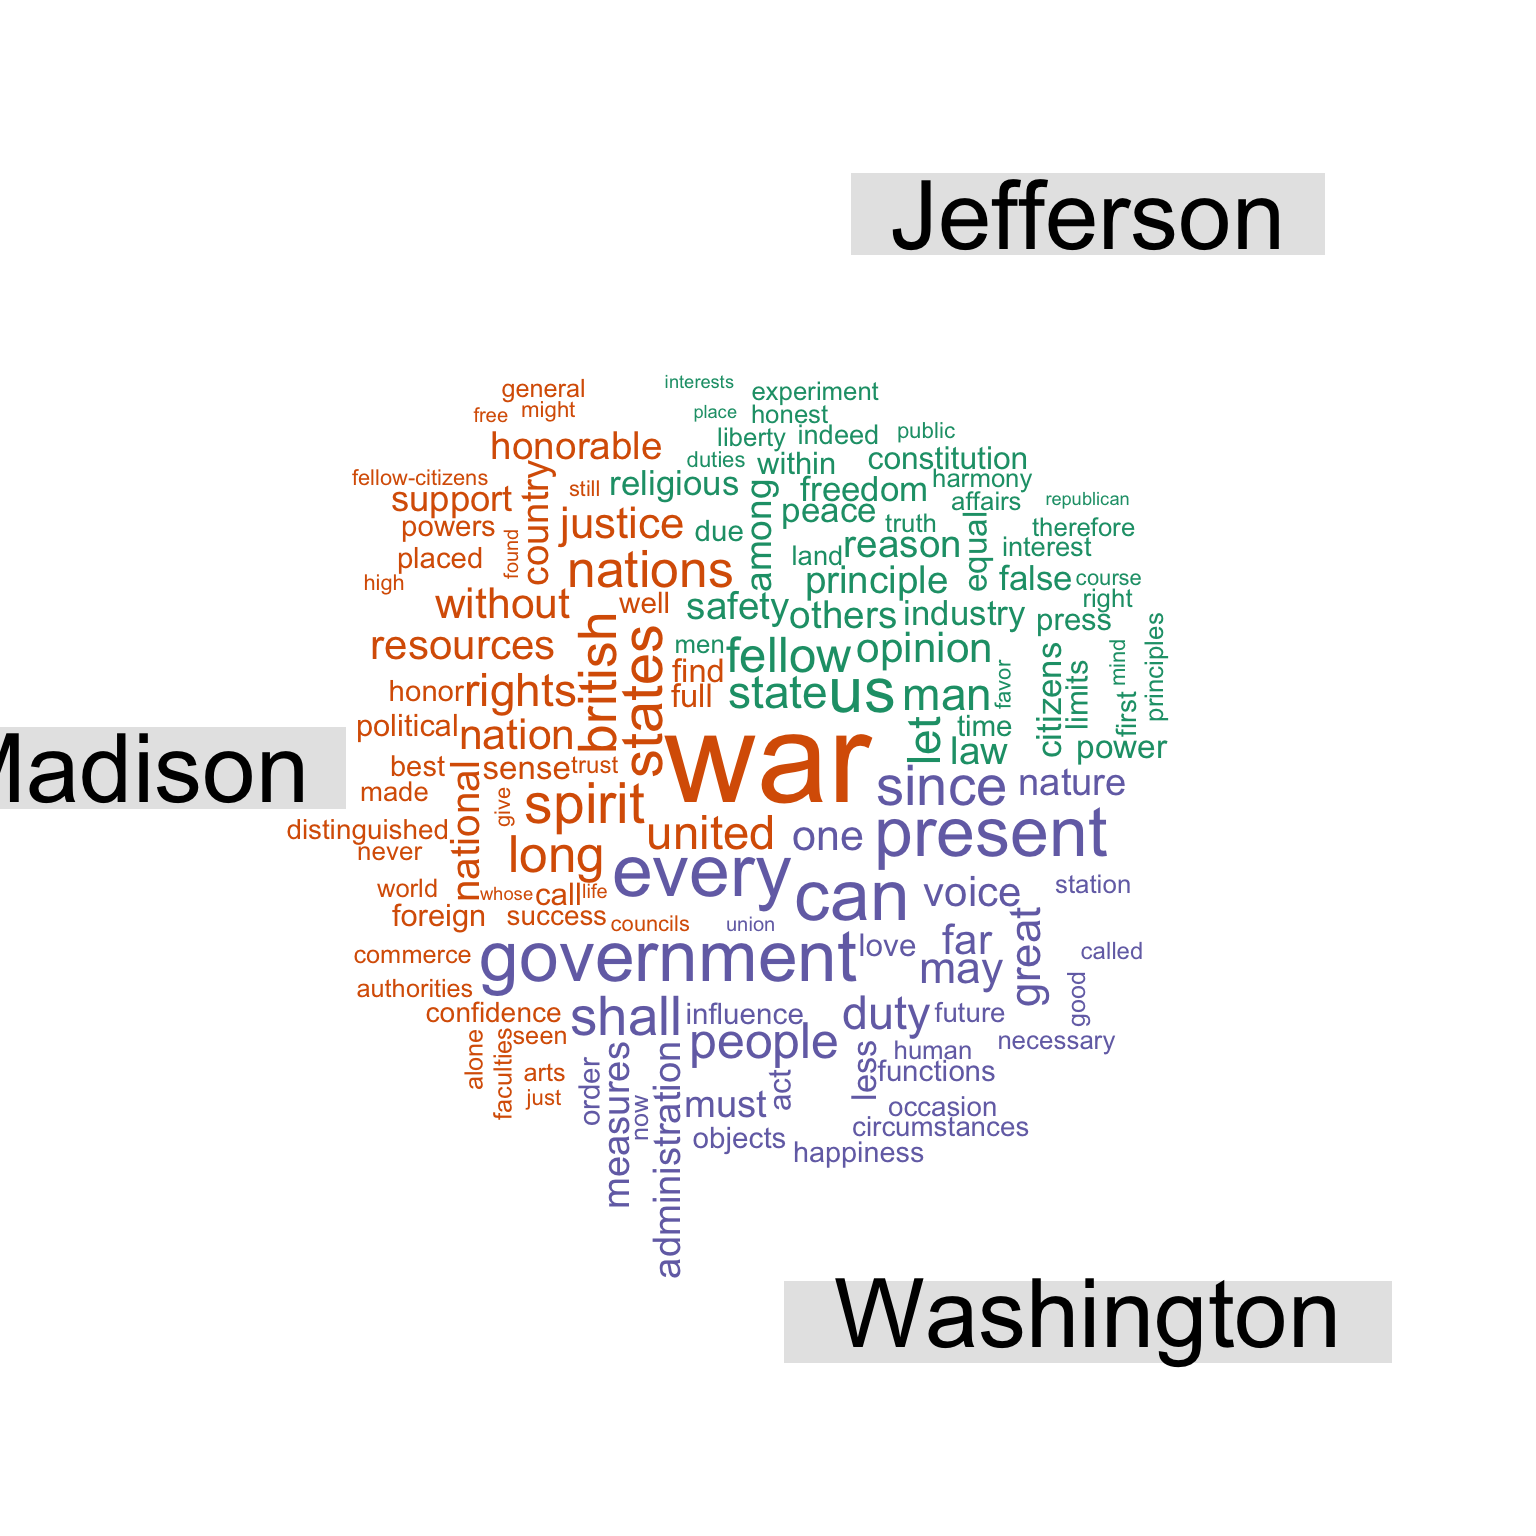 Jefferson
general
interests
experiment
free
might
place
honest
honorable
liberty
indeed
public
duties
within
constitution
fellow-citizens
still
religious
freedom
harmony
support
country
among
peace
affairs
republican
powers
found
justice
due
truth
equal
therefore
placed
nations
land
reason
interest
high
principle
false
course
without
well
safety
others
industry
right
resources
british
states
men
fellow
opinion
press
principles
honor
rights
find
full
state
us
man
favor
citizens
limits
mind
first
political
nation
war
let
time
law
power
Madison
best
sense
trust
since
nature
made
national
give
spirit
present
distinguished
united
one
never
long
every
can
voice
station
world
whose
call
life
foreign
success
councils
union
great
commerce
government
love
far
may
called
authorities
good
confidence
shall
influence
duty
future
alone
faculties
seen
people
less
human
necessary
arts
order
measures
administration
act
functions
just
now
must
occasion
objects
circumstances
happiness
Washington